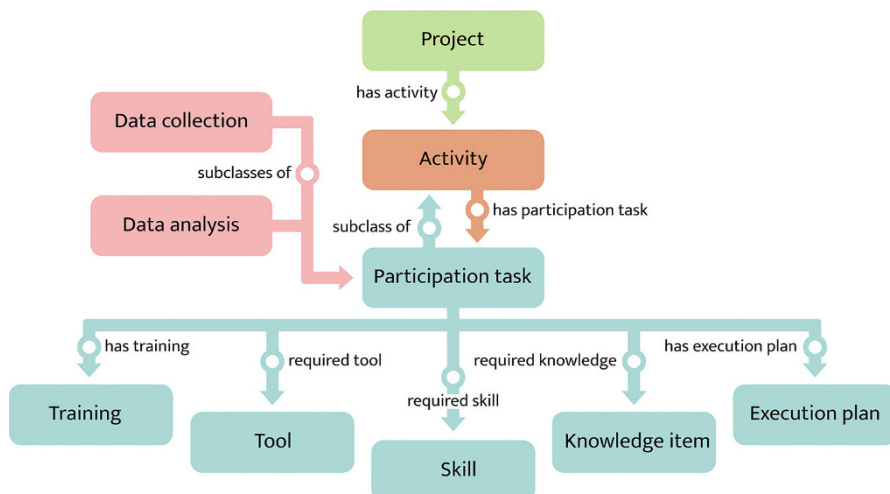 Project
has activity
Data collection
Activity
subclasses of
Data analysis
subclass of
has participation task
Participation task
has training
required tool
required skill
required knowledge
has execution plan
Training
Tool
Skill
Knowledge item
Execution plan